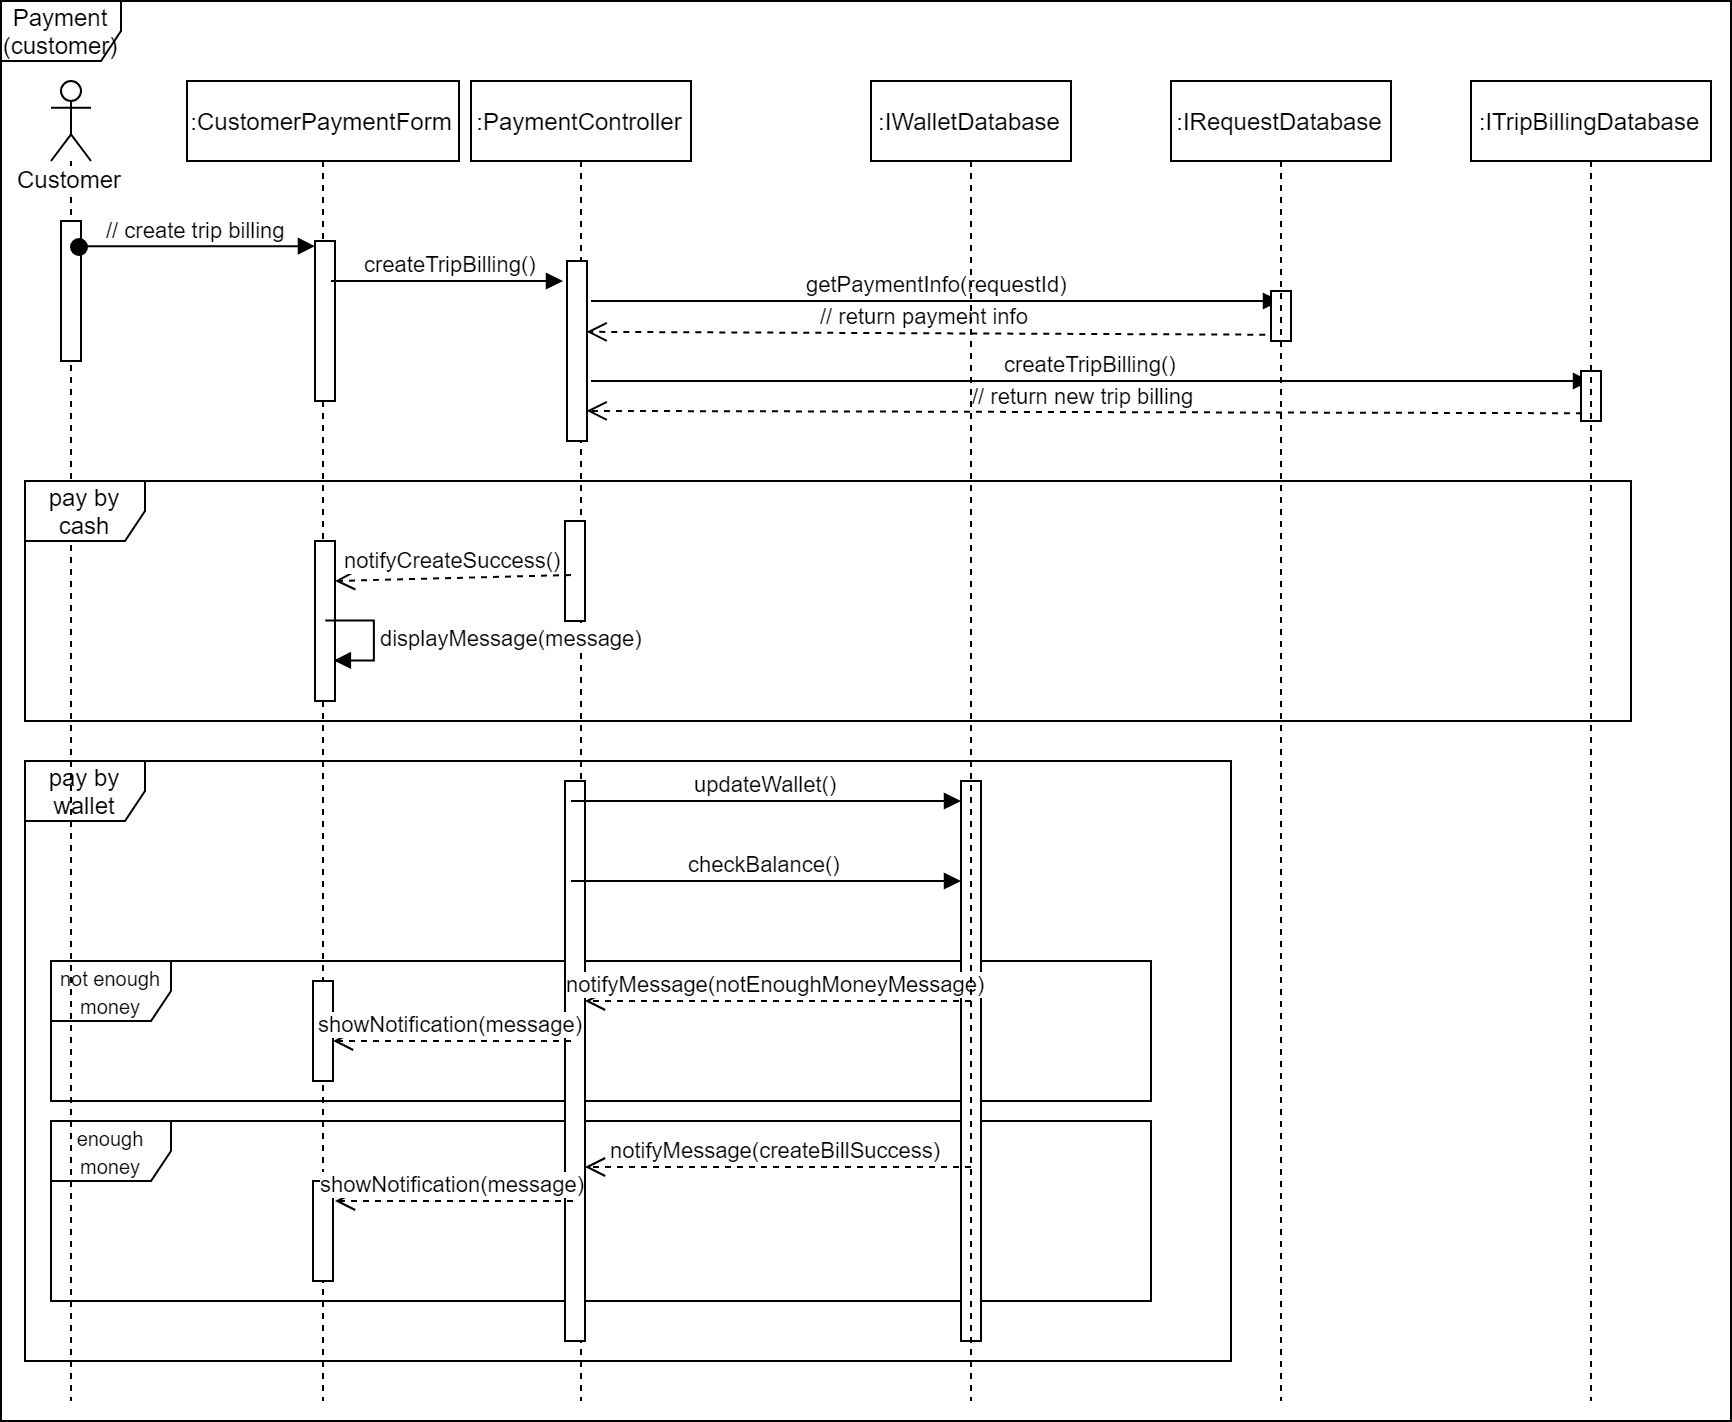 Payment
(customer)
:CustomerPaymentForm
:PaymentController
:IWalletDatabase
:IRequestDatabase
:ITripBillingDatabase
Customer
// create trip billing
createTripBilling()
getPaymentInfo(requestId)
// return payment info
createTripBilling()
// return new trip billing
pay by
cash
notifyCreateSuccess()
displayMessage(message)
pay by
wallet
updateWallet()
checkBalance()
not enough
money
notifyMessage(notEnoughMoneyMessage)
showNotification(message)
enough
money
notifyMessage(createBillSuccess)
showNotification(message)